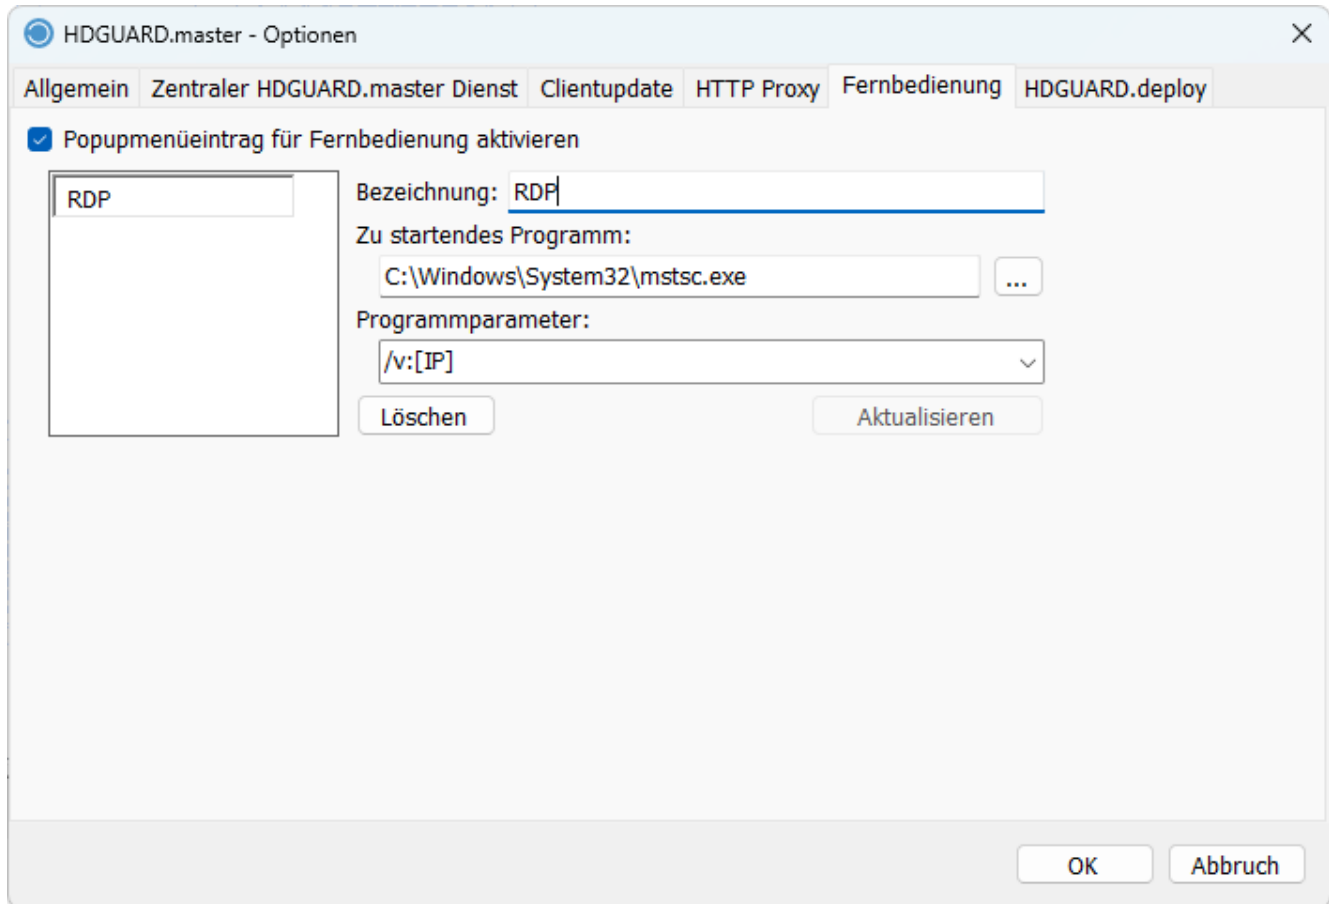 HDGUARD.master - Optionen
Allgemein Zentraler HDGUARD.master Dienst Clientupdate HTTP Proxy Fernbedienung HDGUARD.deploy
Popupmenüeintrag für Fernbedienung aktivieren
RDP
Bezeichnung: RDP
Zu startendes Programm:
C:\Windows\System32\mstsc.exe ...
Programmparameter:
/v:[IP]
Löschen Aktualisieren
OK Abbruch